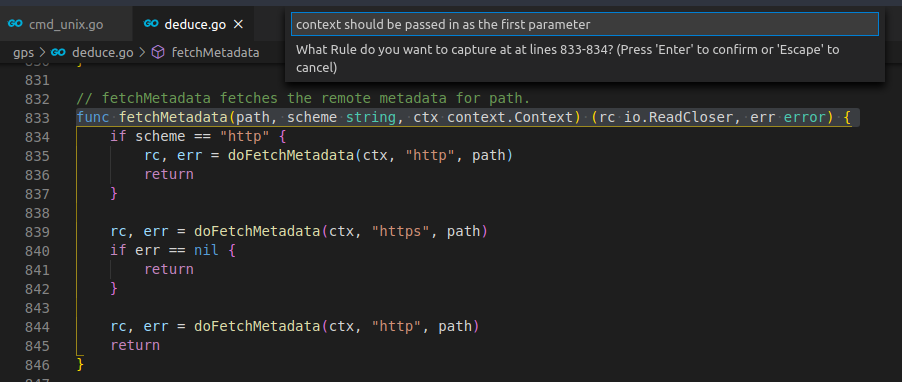 GO cmd_unix.go
GO deduce.go ×
context should be passed in as the first parameter
What Rule do you want to capture at at lines 833-834? (Press 'Enter' to confirm or 'Escape' to
cancel)
gps > GO deduce.go > fetchMetadata
830 }
831
832 // fetchMetadata fetches the remote metadata for path.
833 func fetchMetadata(path, scheme string, ctx context.Context) (rc io.ReadCloser, err error) {
834 if scheme == "http" {
835 rc, err = doFetchMetadata(ctx, "http", path)
836 return
837 }
838
839 rc, err = doFetchMetadata(ctx, "https", path)
840 if err == nil {
841 return
842 }
843
844 rc, err = doFetchMetadata(ctx, "http", path)
845 return
846 }
847